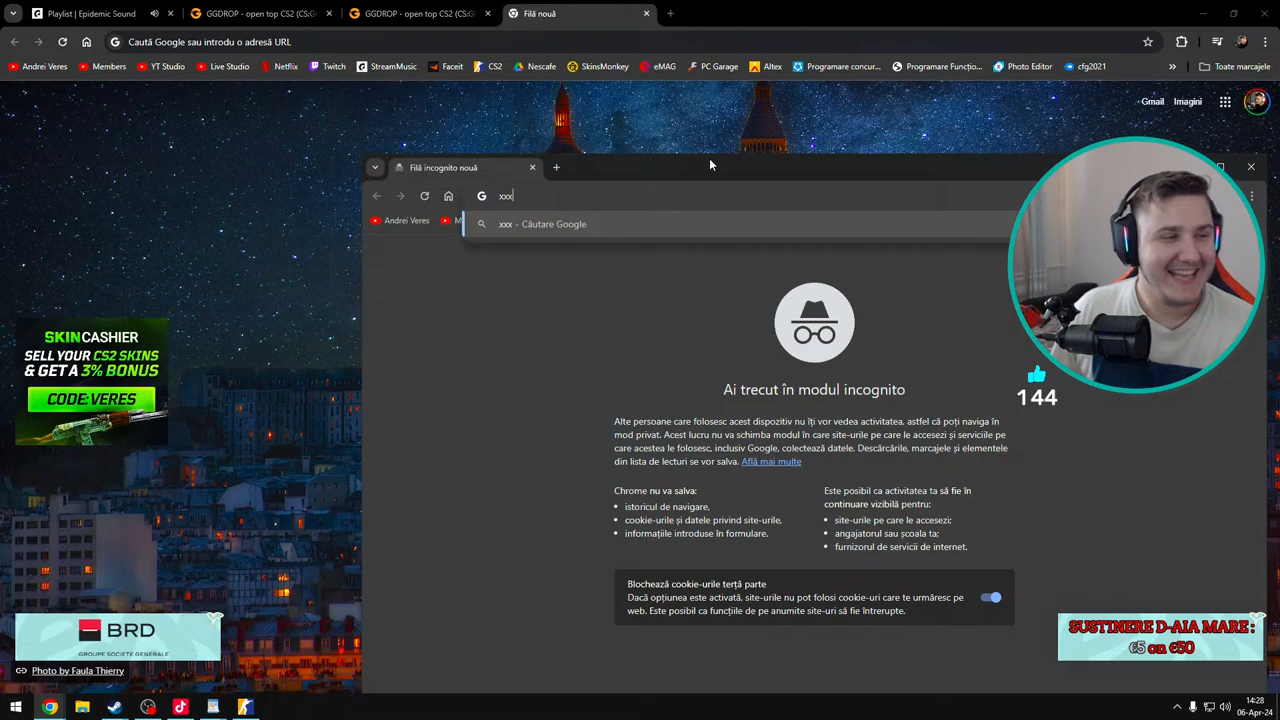 Playlist | Epidemic Sound
GGDROP - open top CS2 (CS:G
GGDROP - open top CS2 (CS:G
Filă nouă
Caută Google sau introdu o adresă URL
Andrei Veres
Members
YT Studio
Live Studio
Netflix
Twitch
StreamMusic
Faceit
CS2
Nescafe
SkinsMonkey
eMAG
PC Garage
Altex
Programare concur...
Programare Funcțio...
Photo Editor
cfg2021
Toate marcajele
Gmail
Imagini
Filă incognito nouă
xxx
Andrei Veres
M
xxx - Căutare Google
SKINCASHIER
SELL YOUR CS2 SKINS
& GET A 3% BONUS
CODE:VERES
144
Ai trecut în modul incognito
Alte persoane care folosesc acest dispozitiv nu îți vor vedea activitatea, astfel că poți naviga în
mod privat. Acest lucru nu va schimba modul în care site-urile pe care le accesezi și serviciile pe
care acestea le folosesc, inclusiv Google, colectează datele. Descărcările, marcajele și elementele
din lista de lecturi se vor salva. Află mai multe
Chrome nu va salva:
istoricul de navigare,
cookie-urile și datele privind site-urile,
informațiile introduse în formulare.
Este posibil ca activitatea ta să fie în
continuare vizibilă pentru:
site-urile pe care le accesezi;
angajatorul sau școala ta;
furnizorul de servicii de internet.
Blochează cookie-urile terță parte
Dacă opțiunea este activată, site-urile nu pot folosi cookie-uri care te urmăresc pe
web. Este posibil ca funcțiile de pe anumite site-uri să fie întrerupte.
BRD
GROUPE SOCIETE GENERALE
SUSTINERE D-AIA MARE :
€5 on €50
Photo by Faula Thierry
14:28
06-Apr-24